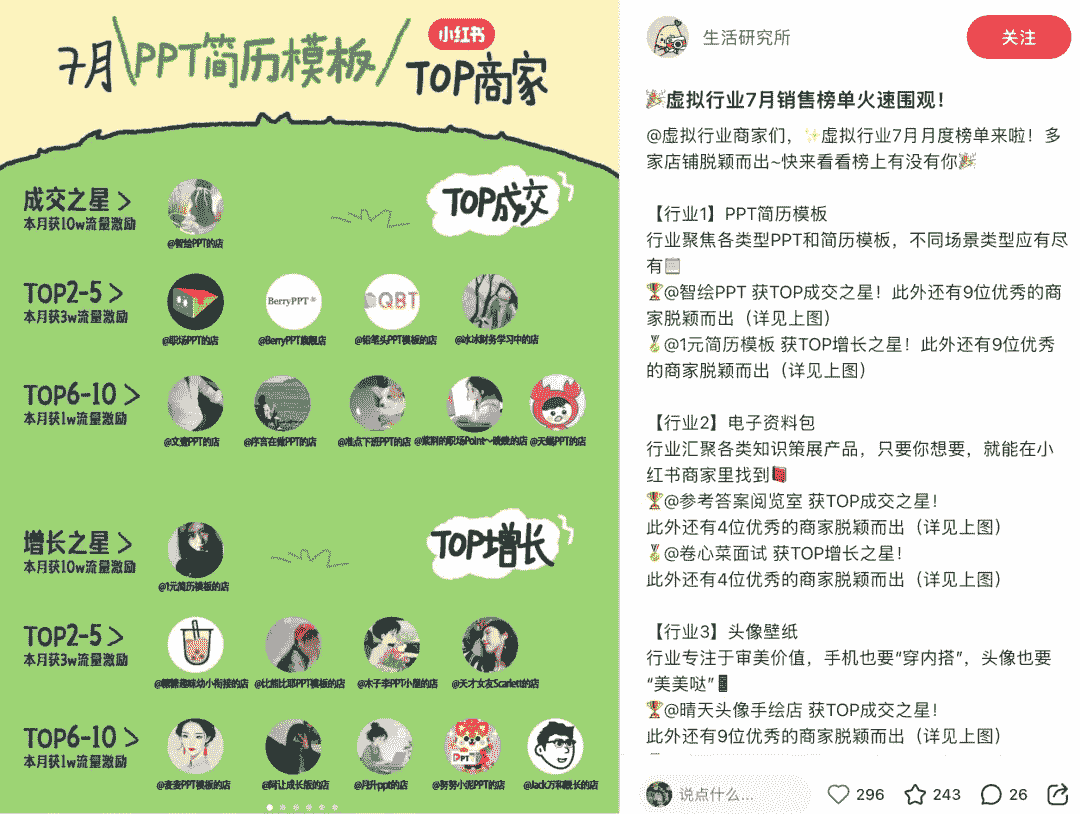 7月\PPT简历模板/
小红书
TOP商家
成交之星 >
本月获10w流量激励
TOP成交
@智绘PPT的店
TOP2-5 >
本月获3w流量激励
BerryPPT
QBT
@职场PPT的店
@BerryPPT旗舰店
@铅笔头PPT模板的店
@冰冰财务学习中的店
TOP6-10 >
本月获1w流量激励
@文青PPT的店
@序言在做PPT的店
@准点下班PPT的店
@天蝎PPT的店
增长之星 >
本月获10w流量激励
TOP增长
@1元简历模板的店
TOP2-5 >
本月获3w流量激励
@比熊比耶PPT模板的店
@木子李PPT小屋的店
@天才女友Scarlett的店
TOP6-10 >
本月获1w流量激励
PPT
@麦麦PPT模板的店
@阿让成长版的店
@月升ppt的店
@努努小泥PPT的店
生活研究所
关注
🎉虚拟行业7月销售榜单火速围观！
@虚拟行业商家们，✨虚拟行业7月月度榜单来啦！多
家店铺脱颖而出~快来看看榜上有没有你🎉
【行业1】PPT简历模板
行业聚焦各类型PPT和简历模板，不同场景类型应有尽
有🗒
🏆@智绘PPT 获TOP成交之星！此外还有9位优秀的商
家脱颖而出（详见上图）
🏅@1元简历模板 获TOP增长之星！此外还有9位优秀
的商家脱颖而出（详见上图）
【行业2】电子资料包
行业汇聚各类知识策展产品，只要你想要，就能在小
红书商家里找到📕
🏆@参考答案阅览室 获TOP成交之星！
此外还有4位优秀的商家脱颖而出（详见上图）
🏅@卷心菜面试 获TOP增长之星！
此外还有4位优秀的商家脱颖而出（详见上图）
【行业3】头像壁纸
行业专注于审美价值，手机也要“穿内搭”，头像也要
“美美哒”📱
🏆@晴天头像手绘店 获TOP成交之星！
此外还有9位优秀的商家脱颖而出（详见上图）
说点什么...
296
243
26